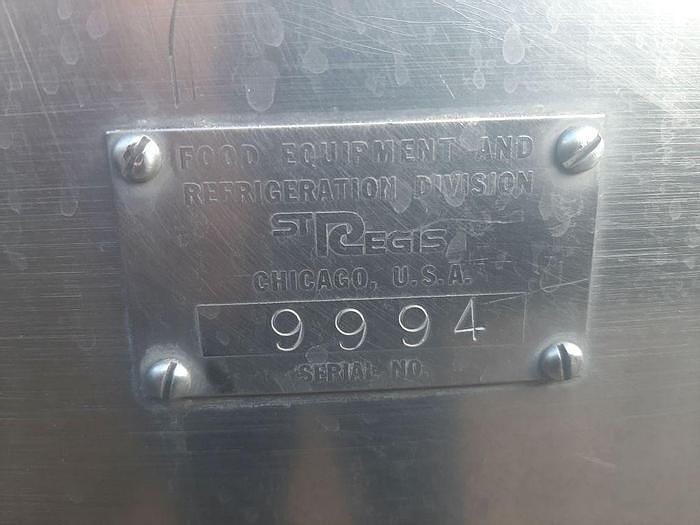 FOOD EQUIPMENT AND
REFRIGERATION DIVISION
ST REGIS
CHICAGO, U.S.A.
9994
SERIAL NO.